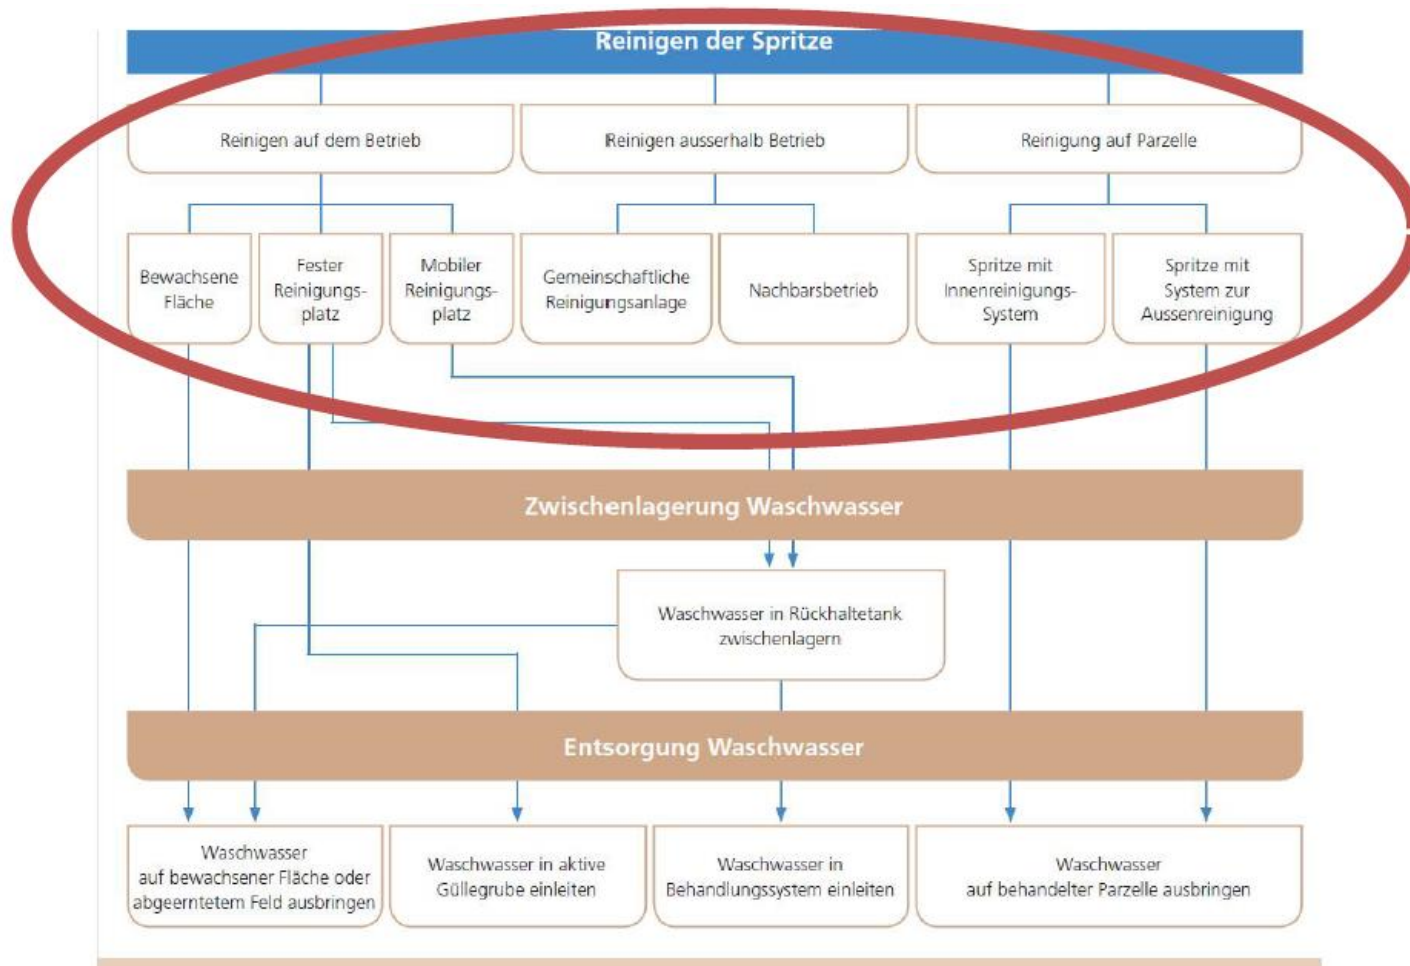 Reinigen der Spritze
Reinigen auf dem Betrieb
Reinigen ausserhalb Betrieb
Reinigung auf Parzelle
Bewachsene
Fläche
Fester
Reinigungs-
platz
Mobiler
Reinigungs-
platz
Gemeinschaftliche
Reinigungsanlage
Nachbarsbetrieb
Spritze mit
Innenreinigungs-
System
Spritze mit
System zur
Aussenreinigung
Zwischenlagerung Waschwasser
Waschwasser in Rückhaltetank
zwischenlagern
Entsorgung Waschwasser
Waschwasser
auf bewachsener Fläche oder
abgeerntetem Feld ausbringen
Waschwasser in aktive
Güllegrube einleiten
Waschwasser in
Behandlungssystem einleiten
Waschwasser
auf behandelter Parzelle ausbringen